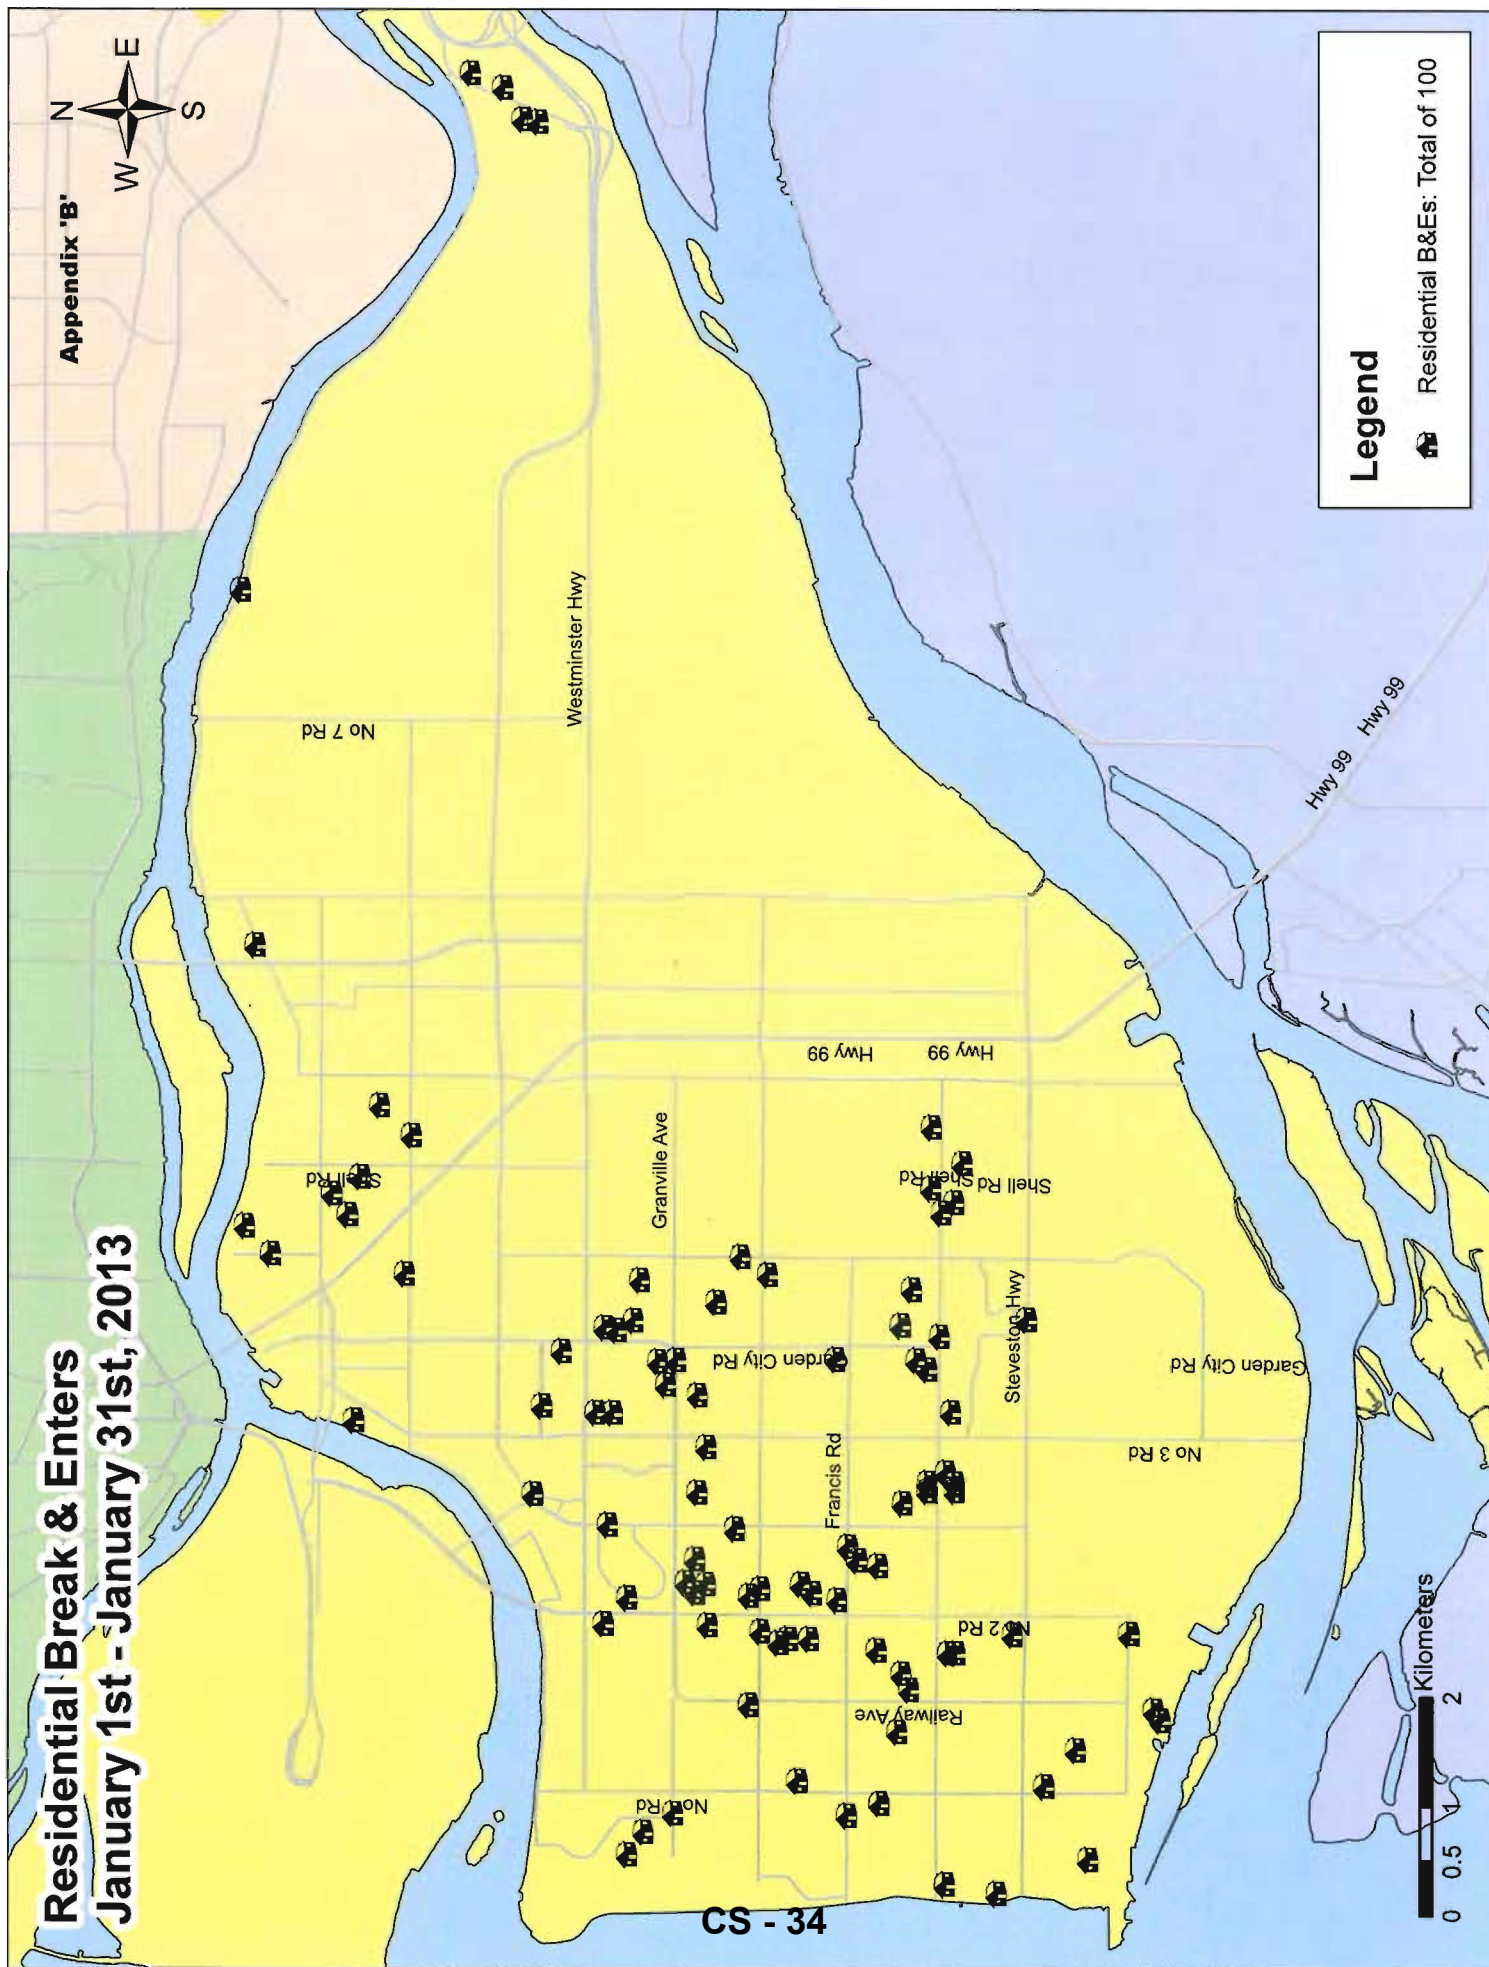 Residential Break & Enters
January 1st - January 31st, 2013
Appendix 'B'
N
W
E
S
No 7 Rd
Westminster Hwy
Hwy 99
Hwy 99
Hwy 99
Hwy 99
Shell Rd
Granville Ave
Shell Rd
Shell Rd
Garden City Rd
Steveston Hwy
Garden City Rd
No 3 Rd
Francis Rd
No 2 Rd
Railway Ave
Rd
Legend
Residential B&Es: Total of 100
Kilometers
0 0.5 1 2
CS - 34